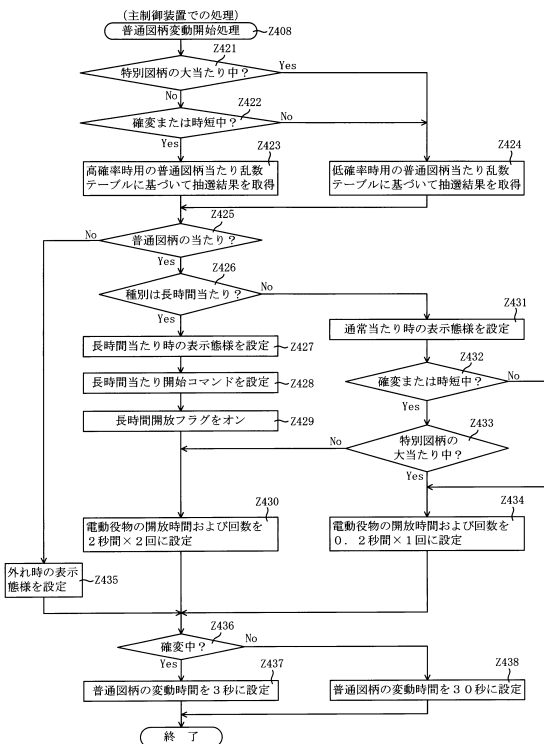 (主制御装置での処理)
普通図柄変動開始処理
Z408
Z421
特別図柄の大当たり中?
Yes
No
Z422
確変または時短中?
No
Yes
Z423
高確率時用の普通図柄当たり乱数
テーブルに基づいて抽選結果を取得
Z424
低確率時用の普通図柄当たり乱数
テーブルに基づいて抽選結果を取得
Z425
No
普通図柄の当たり?
Yes
Z426
種別は長時間当たり?
No
Yes
Z431
通常当たり時の表示態様を設定
長時間当たり時の表示態様を設定
Z427
Z432
確変または時短中?
No
Yes
長時間当たり開始コマンドを設定
Z428
長時間開放フラグをオン
Z429
Z433
特別図柄の
大当たり中?
No
Yes
Z430
電動役物の開放時間および回数を
2秒間×2回に設定
Z434
電動役物の開放時間および回数を
0.2秒間×1回に設定
外れ時の表示
態様を設定
Z435
Z436
確変中?
No
Yes
Z437
普通図柄の変動時間を3秒に設定
Z438
普通図柄の変動時間を30秒に設定
終 了